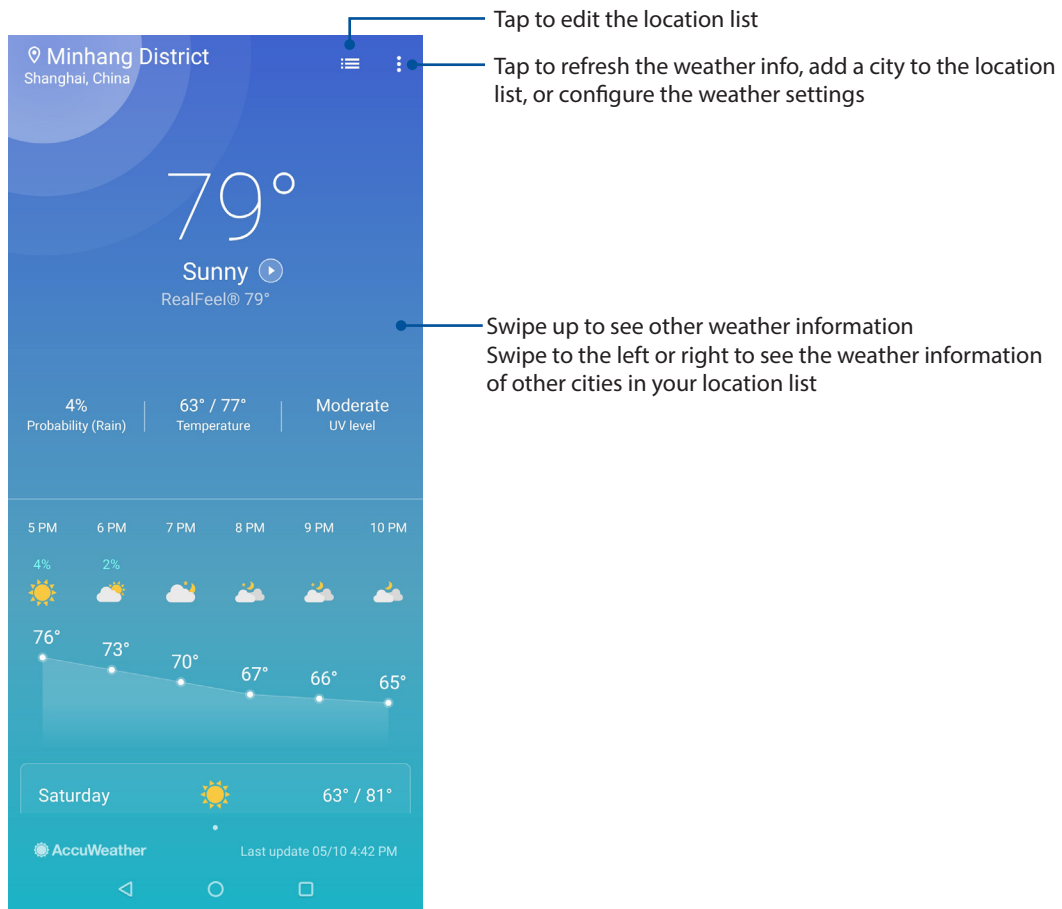 Tap to edit the location list
Minhang District
Shanghai, China
Tap to refresh the weather info, add a city to the location
list, or configure the weather settings
79°
Sunny
RealFeel® 79°
Swipe up to see other weather information
Swipe to the left or right to see the weather information
of other cities in your location list
4% 63° / 77° Moderate
Probability (Rain) Temperature UV level
5 PM 6 PM 7 PM 8 PM 9 PM 10 PM
4% 2%
76° 73° 70° 67° 66° 65°
Saturday 63° / 81°
AccuWeather Last update 05/10 4:42 PM